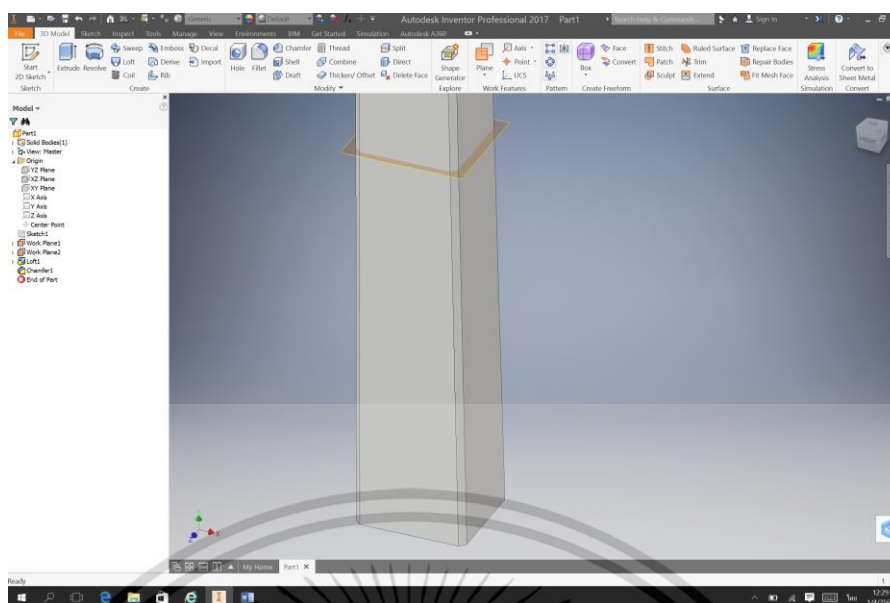 Autodesk Inventor Professional 2017 Part1
Search Help & Commands... Sign In
File 3D Model Sketch Inspect Tools Manage View Environments BIM Get Started Simulation Autodesk A360
Start 2D Sketch
Extrude Revolve
Sweep Emboss Decal
Loft Derive Import
Coil Rib
Hole Fillet
Chamfer Thread Split
Shell Combine Direct
Draft Thicken/ Offset Delete Face
Shape Generator
Plane
Axis
Point
UCS
Box
Face
Convert
Stitch Ruled Surface Replace Face
Patch Trim Repair Bodies
Sculpt Extend Fit Mesh Face
Stress Analysis
Convert to Sheet Metal
Sketch Create Modify Explore Work Features Pattern Create Freeform Surface Simulation Convert
Model
Part1
Solid Bodies(1)
View: Master
Origin
YZ Plane
XZ Plane
XY Plane
X Axis
Y Axis
Z Axis
Center Point
Sketch1
Work Plane1
Work Plane2
Loft1
Chamfer1
End of Part
My Home Part1
Ready 1
12:29